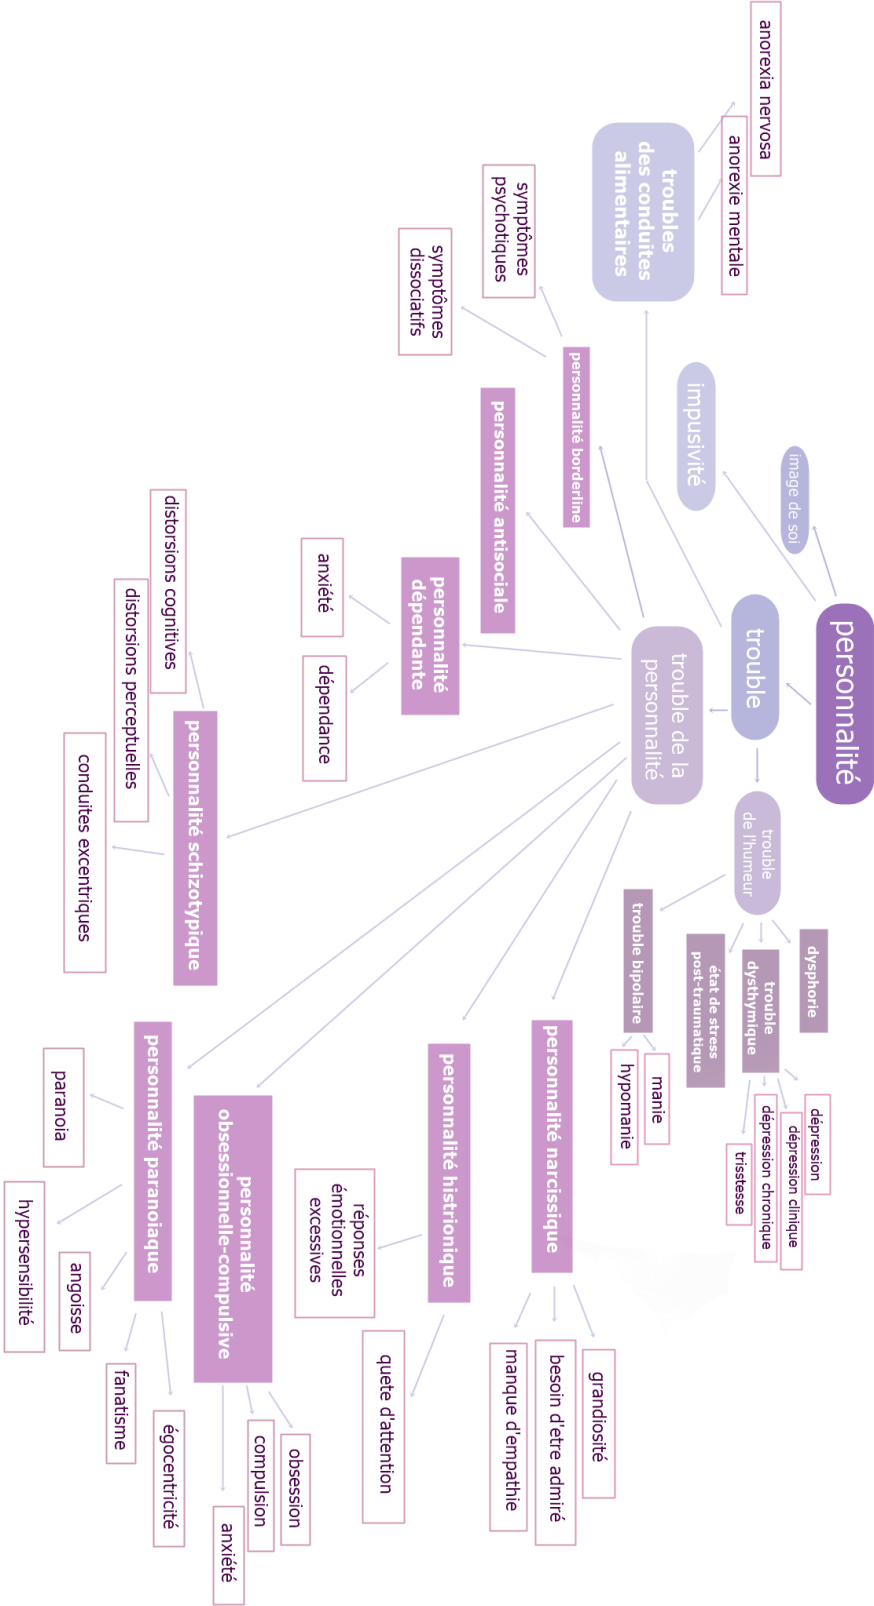 personnalité
image de soi
impusivité
trouble
trouble de la
personnalité
trouble
de l'humeur
troubles
des conduites
alimentaires
anorexia nervosa
anorexie mentale
dysphorie
trouble
dysthymique
état de stress
post-traumatique
trouble bipolaire
dépression
dépression clinique
dépression chronique
trisstesse
manie
hypomanie
personnalité borderline
symptômes
psychotiques
symptômes
dissociatifs
personnalité antisociale
personnalité
dépendante
anxiété
dépendance
personnalité schizotypique
distorsions cognitives
distorsions perceptuelles
conduites excentriques
personnalité narcissique
grandiosité
besoin d'étre admiré
manque d'empathie
personnalité histrionique
réponses
émotionnelles
excessives
quete d'attention
personnalité
obsessionnelle-compulsive
obsession
compulsion
anxiété
personnalité paranoiaque
paranoia
hypersensibilité
angoisse
fanatisme
égocentricité